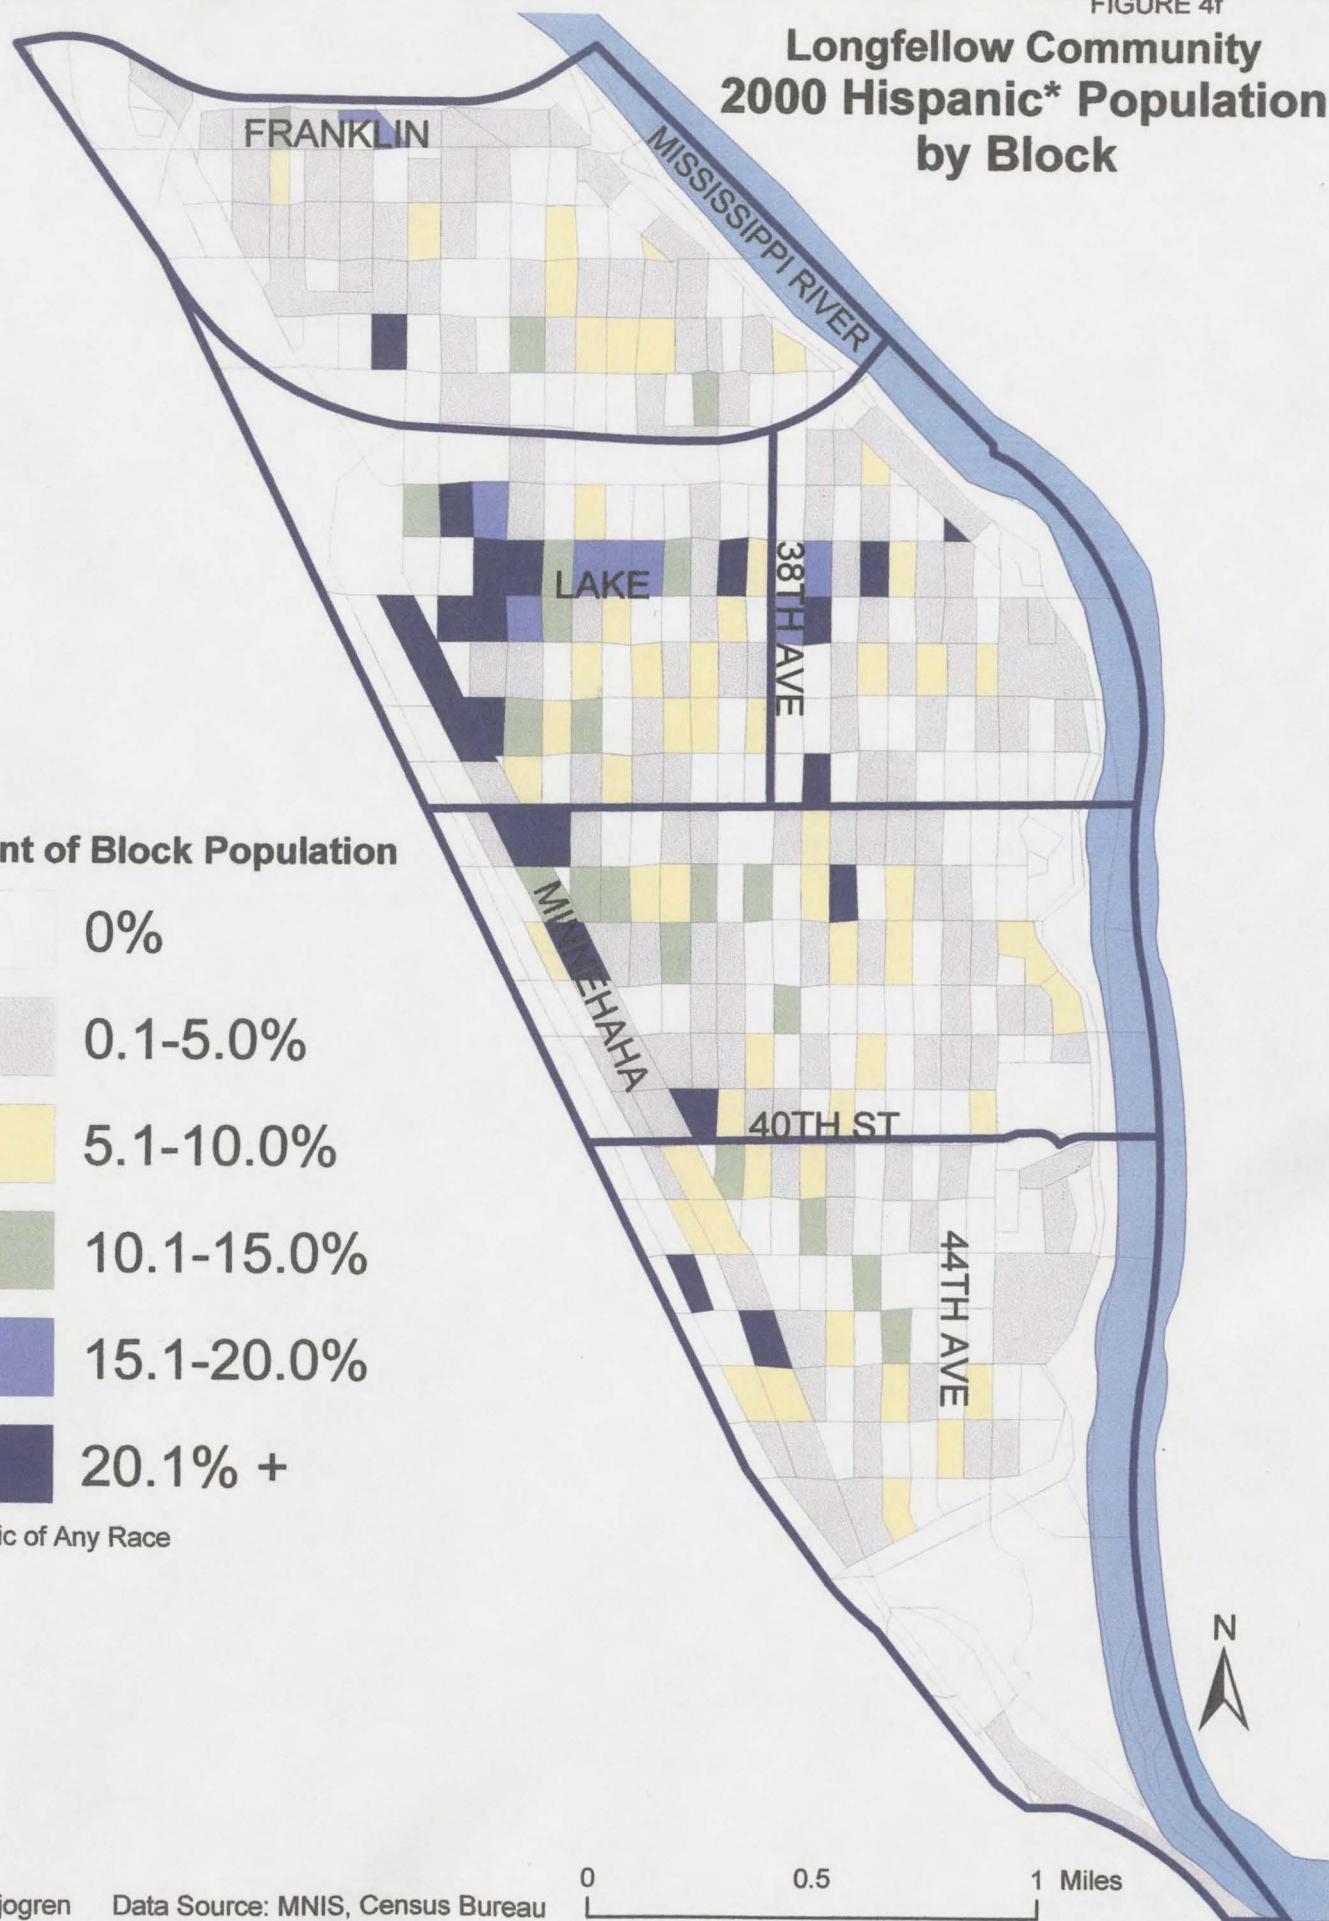 FIGURE 4f
Longfellow Community
2000 Hispanic* Population
by Block
FRANKLIN
MISSISSIPPI RIVER
LAKE
38TH AVE
nt of Block Population
0%
0.1-5.0%
MINNEHAHA
5.1-10.0%
40TH ST
10.1-15.0%
44TH AVE
15.1-20.0%
20.1% +
ic of Any Race
N
0 0.5 1 Miles
jogren Data Source: MNIS, Census Bureau